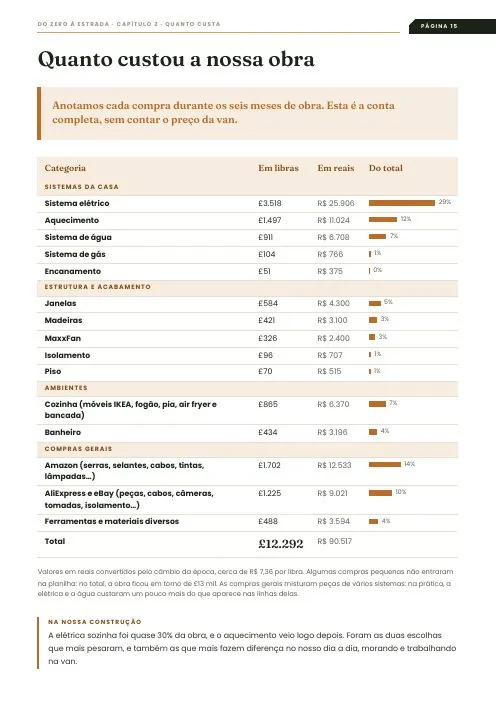 DO ZERO À ESTRADA · CAPÍTULO 2 · QUANTO CUSTA
PÁGINA 15
Quanto custou a nossa obra
Anotamos cada compra durante os seis meses de obra. Esta é a conta
completa, sem contar o preço da van.
Categoria Em libras Em reais Do total
SISTEMAS DA CASA
Sistema elétrico £3.518 R$ 25.906 29%
Aquecimento £1.497 R$ 11.024 12%
Sistema de água £911 R$ 6.708 7%
Sistema de gás £104 R$ 766 1%
Encanamento £51 R$ 375 0%
ESTRUTURA E ACABAMENTO
Janelas £584 R$ 4.300 5%
Madeiras £421 R$ 3.100 3%
MaxxFan £326 R$ 2.400 3%
Isolamento £96 R$ 707 1%
Piso £70 R$ 515 1%
AMBIENTES
Cozinha (móveis IKEA, fogão, pia, air fryer e
bancada) £865 R$ 6.370 7%
Banheiro £434 R$ 3.196 4%
COMPRAS GERAIS
Amazon (serras, selantes, cabos, tintas,
lâmpadas…) £1.702 R$ 12.533 14%
AliExpress e eBay (peças, cabos, câmeras,
tomadas, isolamento…) £1.225 R$ 9.021 10%
Ferramentas e materiais diversos £488 R$ 3.594 4%
Total £12.292 R$ 90.517
Valores em reais convertidos pelo câmbio da época, cerca de R$ 7,36 por libra. Algumas compras pequenas não entraram
na planilha: no total, a obra ficou em torno de £13 mil. As compras gerais misturam peças de vários sistemas: na prática, a
elétrica e a água custaram um pouco mais do que aparece nas linhas delas.
NA NOSSA CONSTRUÇÃO
A elétrica sozinha foi quase 30% da obra, e o aquecimento veio logo depois. Foram as duas escolhas
que mais pesaram, e também as que mais fazem diferença no nosso dia a dia, morando e trabalhando
na van.